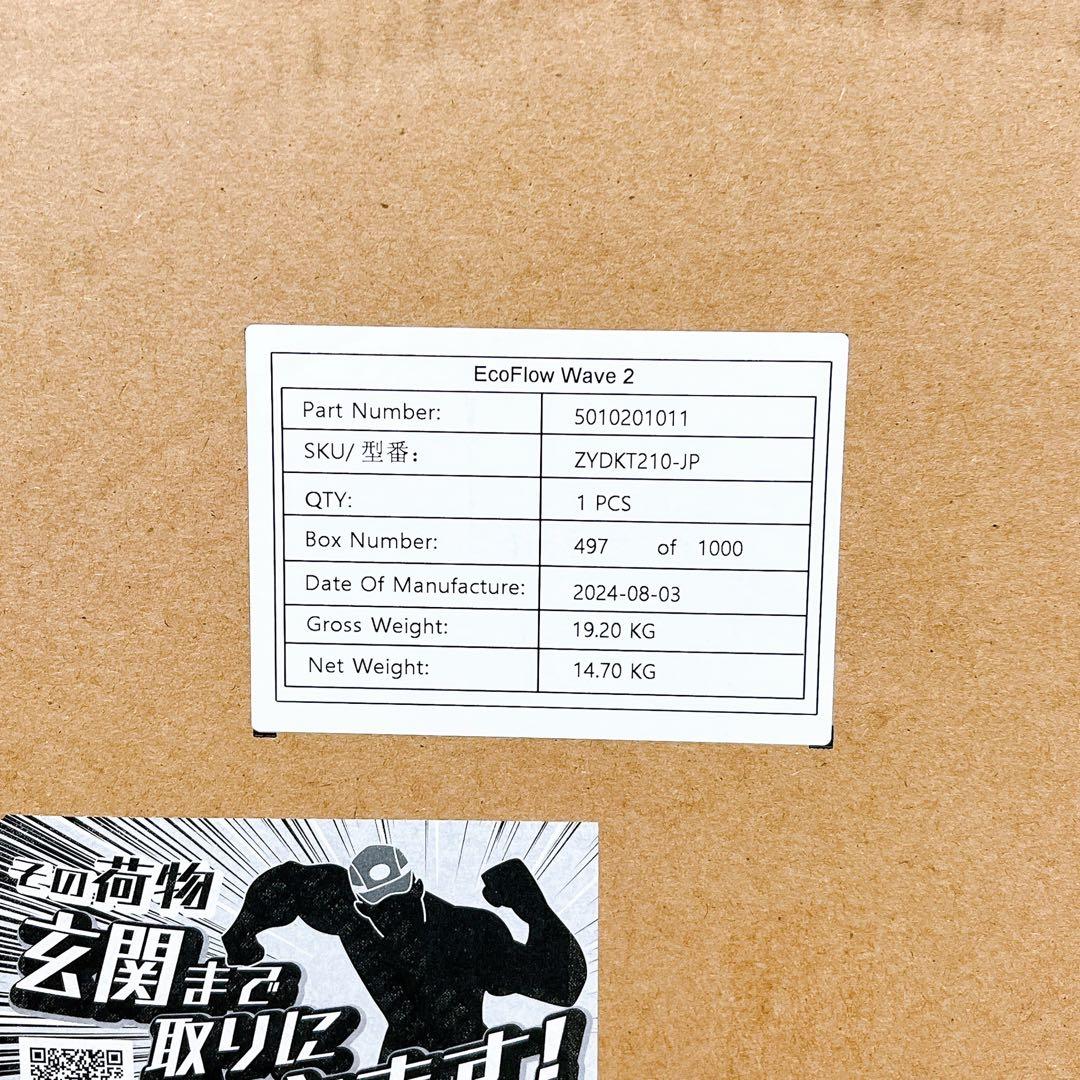 EcoFlow Wave 2
Part Number: 5010201011
SKU/ 型番: ZYDKT210-JP
QTY: 1 PCS
Box Number: 497 of 1000
Date Of Manufacture: 2024-08-03
Gross Weight: 19.20 KG
Net Weight: 14.70 KG
その荷物
玄関まで
取りに
ます!